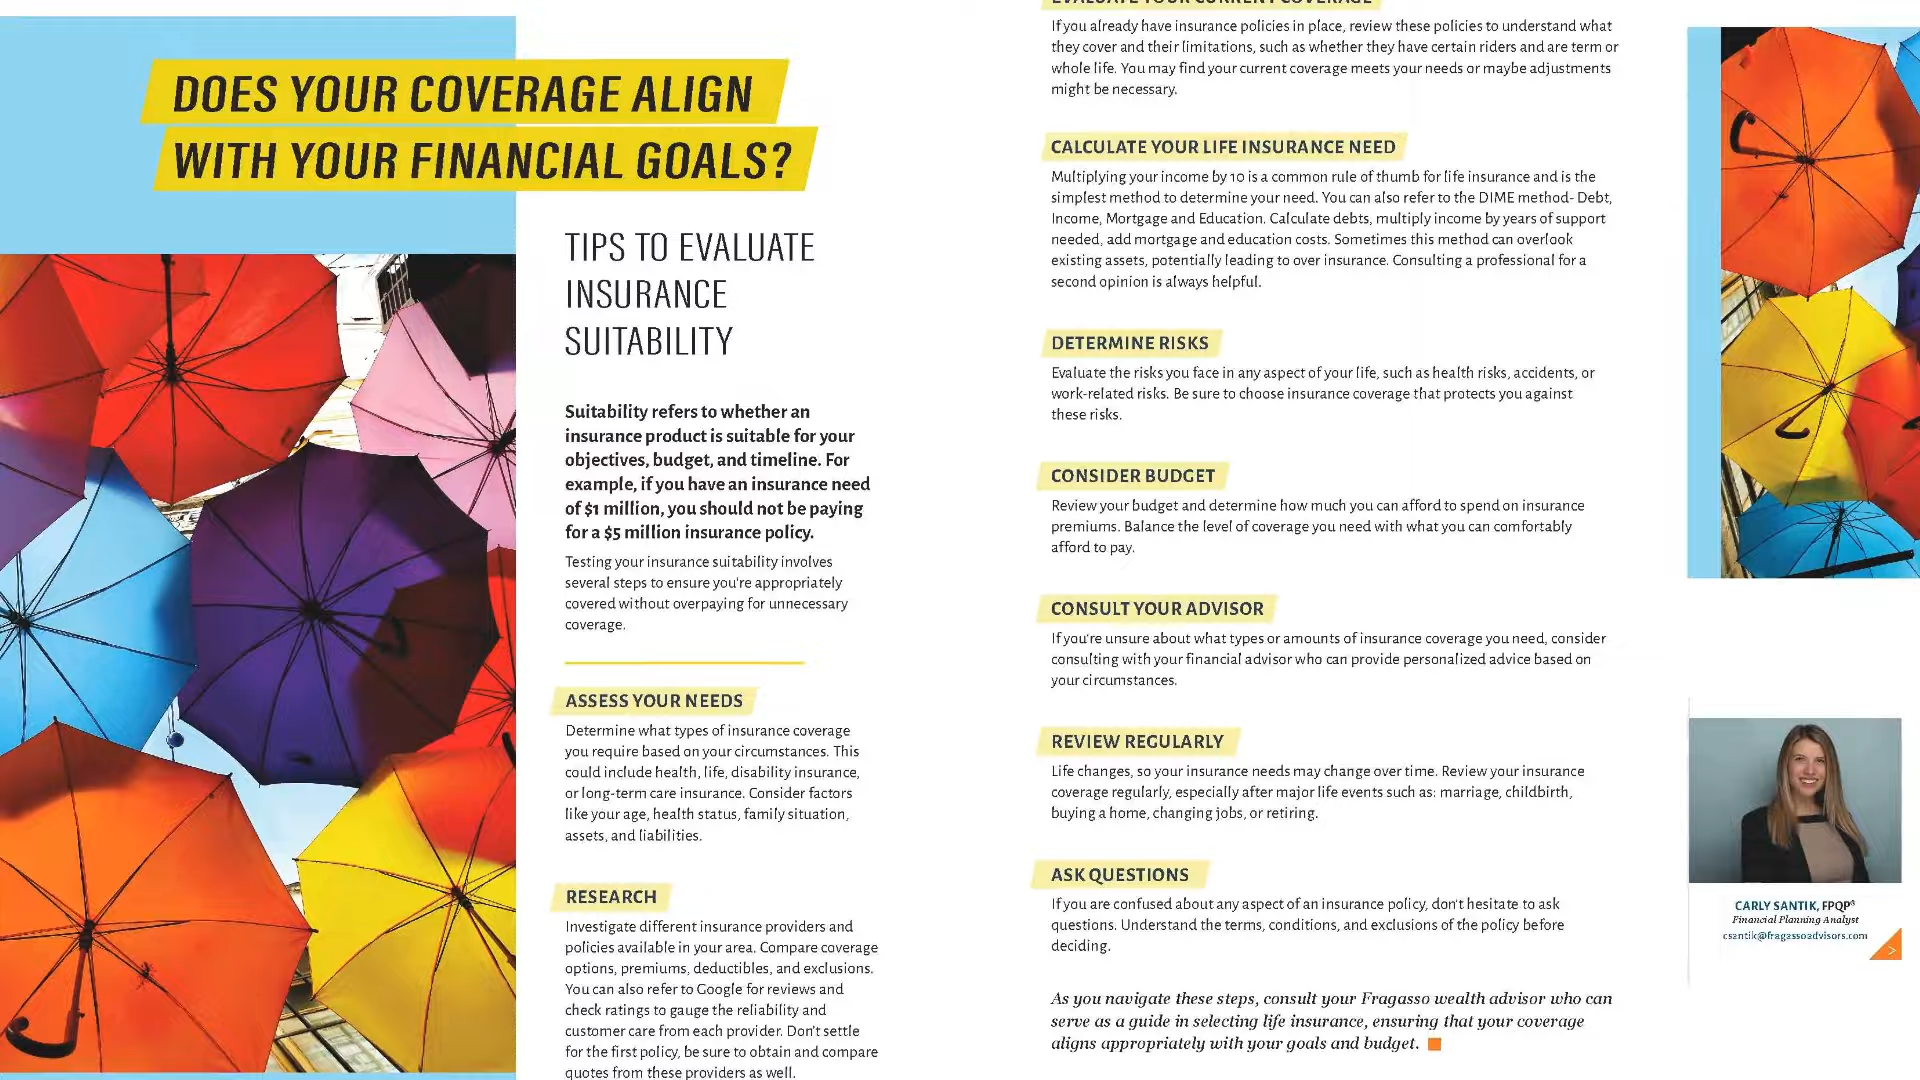 DOES YOUR COVERAGE ALIGN
WITH YOUR FINANCIAL GOALS?
TIPS TO EVALUATE
INSURANCE
SUITABILITY
Suitability refers to whether an
insurance product is suitable for your
objectives, budget, and timeline. For
example, if you have an insurance need
of $1 million, you should not be paying
for a $5 million insurance policy.
Testing your insurance suitability involves
several steps to ensure you're appropriately
covered without overpaying for unnecessary
coverage.
ASSESS YOUR NEEDS
Determine what types of insurance coverage
you require based on your circumstances. This
could include health, life, disability insurance,
or long-term care insurance. Consider factors
like your age, health status, family situation,
assets, and liabilities.
RESEARCH
Investigate different insurance providers and
policies available in your area. Compare coverage
options, premiums, deductibles, and exclusions.
You can also refer to Google for reviews and
check ratings to gauge the reliability and
customer care from each provider. Don't settle
for the first policy, be sure to obtain and compare
quotes from these providers as well.
EVALUATE YOUR CURRENT COVERAGE
If you already have insurance policies in place, review these policies to understand what
they cover and their limitations, such as whether they have certain riders and are term or
whole life. You may find your current coverage meets your needs or maybe adjustments
might be necessary.
CALCULATE YOUR LIFE INSURANCE NEED
Multiplying your income by 10 is a common rule of thumb for life insurance and is the
simplest method to determine your need. You can also refer to the DIME method- Debt,
Income, Mortgage and Education. Calculate debts, multiply income by years of support
needed, add mortgage and education costs. Sometimes this method can overlook
existing assets, potentially leading to over insurance. Consulting a professional for a
second opinion is always helpful.
DETERMINE RISKS
Evaluate the risks you face in any aspect of your life, such as health risks, accidents, or
work-related risks. Be sure to choose insurance coverage that protects you against
these risks.
CONSIDER BUDGET
Review your budget and determine how much you can afford to spend on insurance
premiums. Balance the level of coverage you need with what you can comfortably
afford to pay.
CONSULT YOUR ADVISOR
If you're unsure about what types or amounts of insurance coverage you need, consider
consulting with your financial advisor who can provide personalized advice based on
your circumstances.
REVIEW REGULARLY
Life changes, so your insurance needs may change over time. Review your insurance
coverage regularly, especially after major life events such as: marriage, childbirth,
buying a home, changing jobs, or retiring.
ASK QUESTIONS
If you are confused about any aspect of an insurance policy, don't hesitate to ask
questions. Understand the terms, conditions, and exclusions of the policy before
deciding.
As you navigate these steps, consult your Fragasso wealth advisor who can
serve as a guide in selecting life insurance, ensuring that your coverage
aligns appropriately with your goals and budget.
CARLY SANTIK, FPQP®
Financial Planning Analyst
csantik@fragassoadvisors.com
>